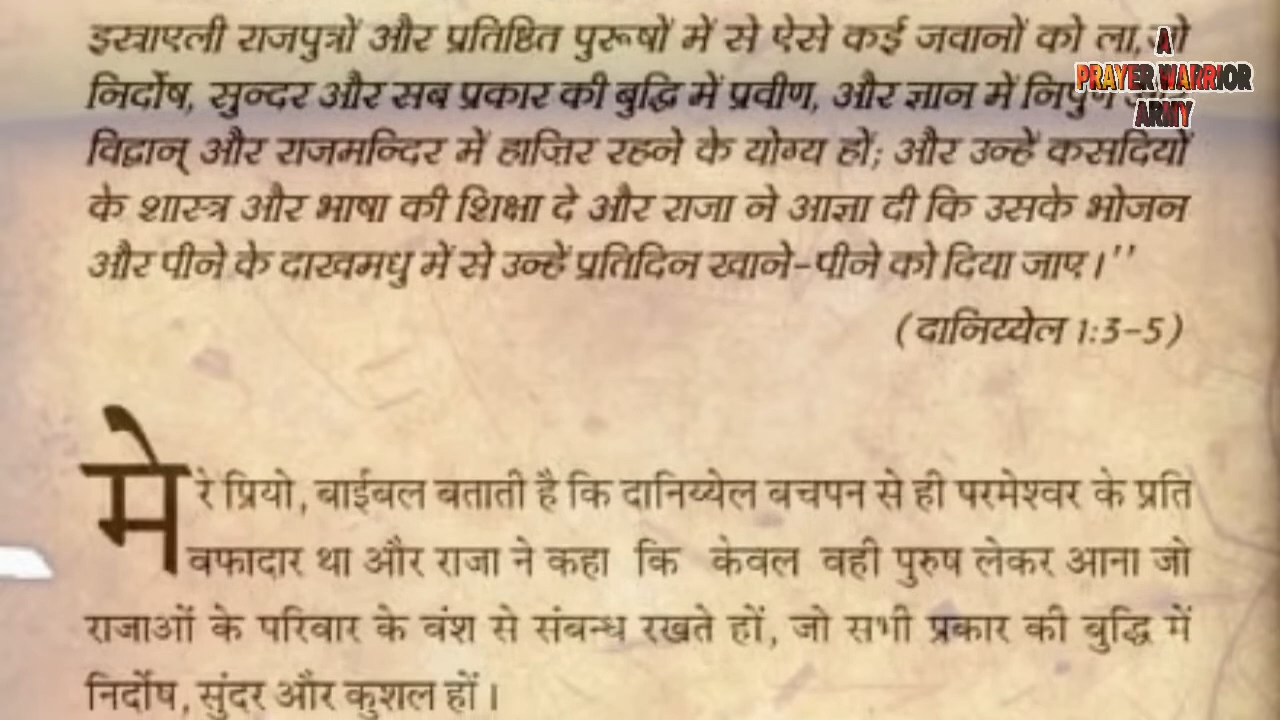 इस्त्राएली राजपुत्रों और प्रतिष्ठित पुरूषों में से ऐसे कई जवानों को ला,
निर्दोष, सुन्दर और सब प्रकार की बुद्धि में प्रवीण, और ज्ञान में निपुण
विद्वान् और राजमन्दिर में हाज़िर रहने के योग्य हों; और उन्हें कसदियों
के शास्त्र और भाषा की शिक्षा दे और राजा ने आज्ञा दी कि उसके भोजन
और पीने के दाखमधु में से उन्हें प्रतिदिन खाने-पीने को दिया जाए।''
(दानिय्येल 1:3-5)
मेरे प्रियो, बाईबल बताती है कि दानिय्येल बचपन से ही परमेश्वर के प्रति
वफादार था और राजा ने कहा कि केवल वही पुरुष लेकर आना जो
राजाओं के परिवार के वंश से संबन्ध रखते हों, जो सभी प्रकार की बुद्धि में
निर्दोष, सुंदर और कुशल हों।
A
PRAYER WARRIOR
ARMY